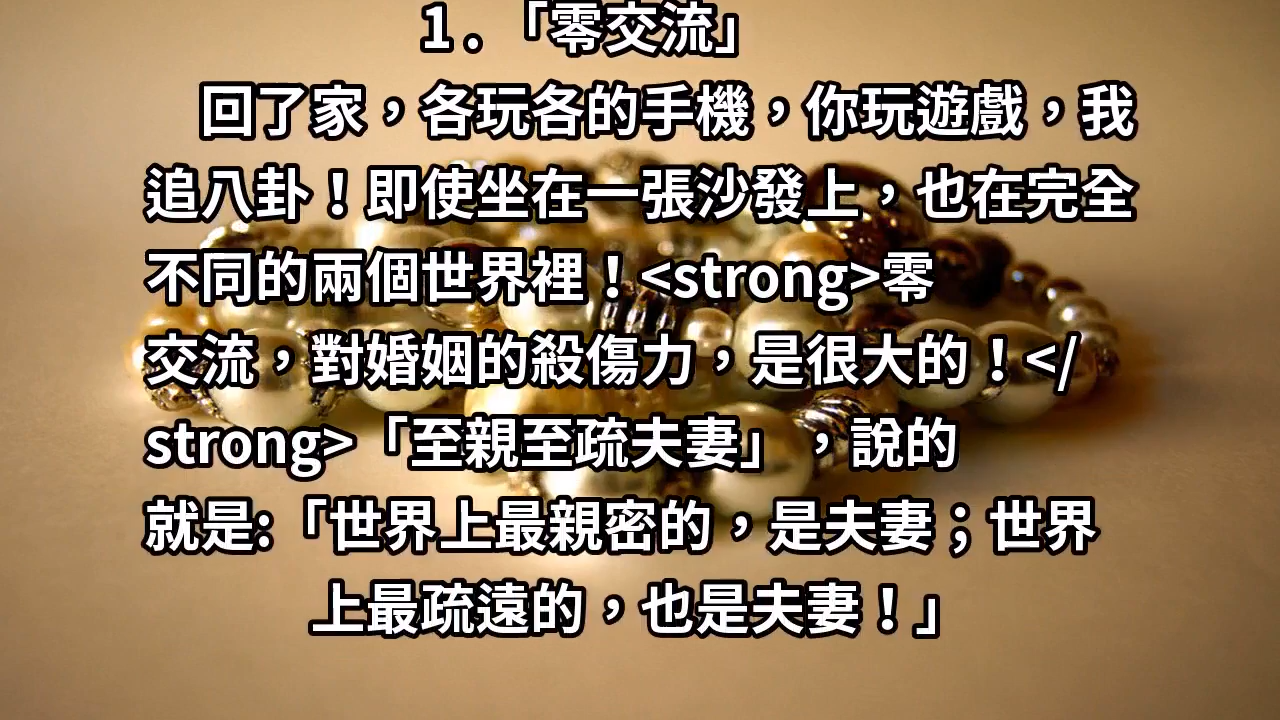 1．「零交流」
回了家，各玩各的手機，你玩遊戲，我
追八卦！即使坐在一張沙發上，也在完全
不同的兩個世界裡！<strong>零
交流，對婚姻的殺傷力，是很大的！</
strong>「至親至疏夫妻」，說的
就是:「世界上最親密的，是夫妻；世界
上最疏遠的，也是夫妻！」